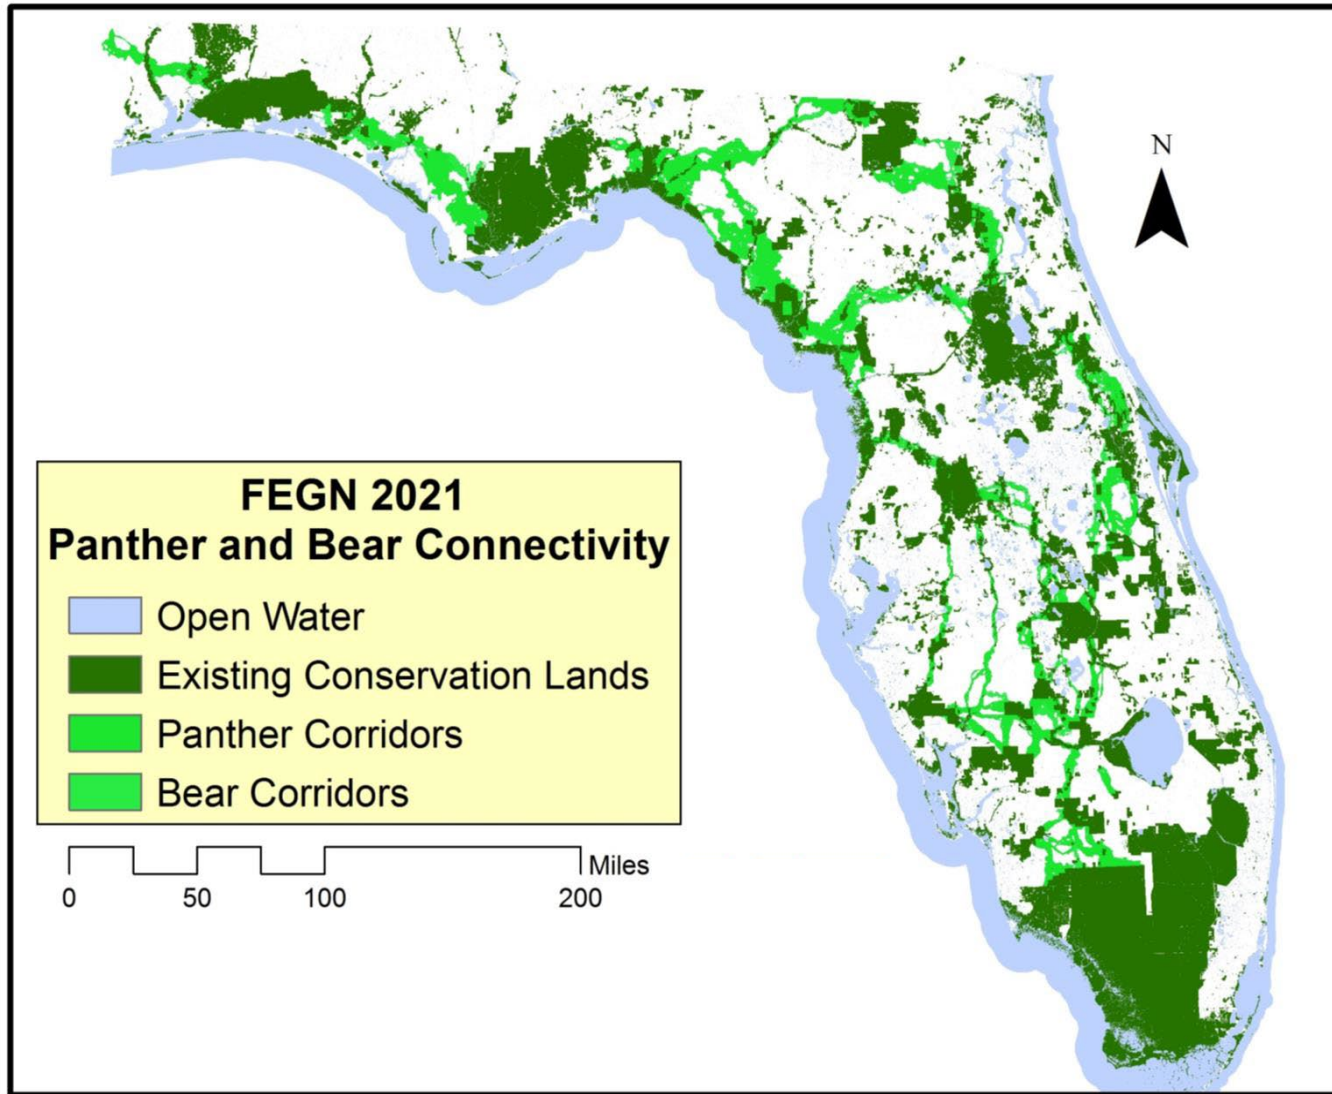 N
FEGN 2021
Panther and Bear Connectivity
Open Water
Existing Conservation Lands
Panther Corridors
Bear Corridors
Miles
0 50 100 200